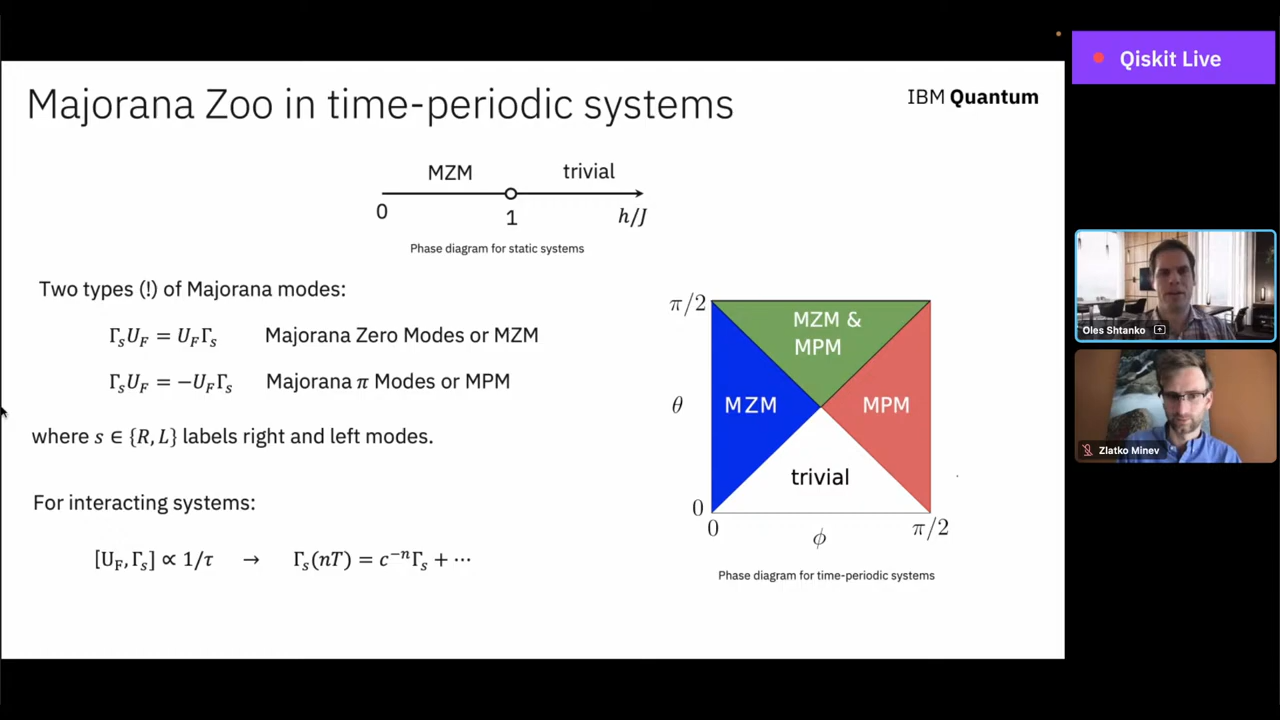 Qiskit Live
Majorana Zoo in time-periodic systems
IBM Quantum
MZM trivial
0 1 h/J
Phase diagram for static systems
Two types (!) of Majorana modes:
Γ_s U_F = U_F Γ_s Majorana Zero Modes or MZM
Γ_s U_F = −U_F Γ_s Majorana π Modes or MPM
where s ∈ {R, L} labels right and left modes.
For interacting systems:
[U_F, Γ_s] ∝ 1/τ → Γ_s(nT) = c^{−n}Γ_s + ⋯
π/2
MZM &
MPM
θ MZM MPM
trivial
0
0 ϕ π/2
Phase diagram for time-periodic systems
Oles Shtanko
Zlatko Minev